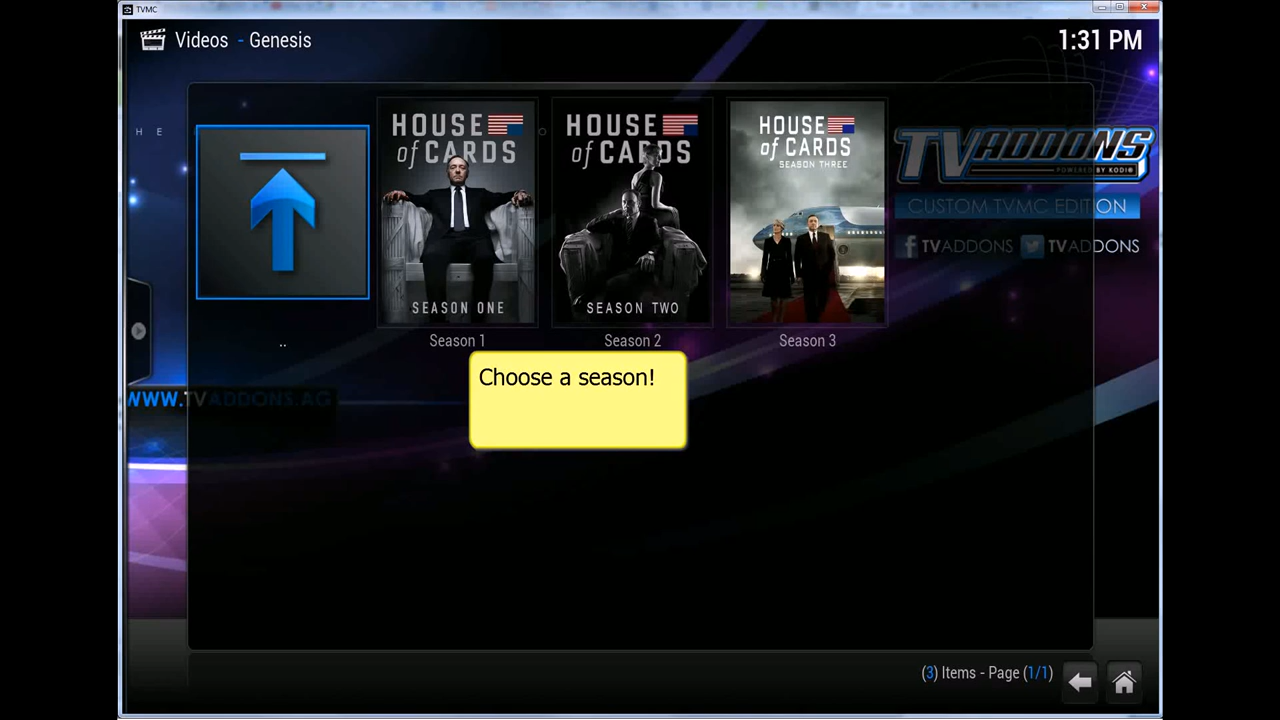 TVMC
Videos - Genesis
1:31 PM
H E
HOUSE
of CARDS
SEASON ONE
HOUSE
of CARDS
SEASON TWO
HOUSE
of CARDS
SEASON THREE
TVADDONS
POWERED BY KODI®
CUSTOM TVMC EDITION
TVADDONS TVADDONS
..
Season 1
Season 2
Season 3
Choose a season!
WWW.TVADDONS.AG
(3) Items - Page (1/1)